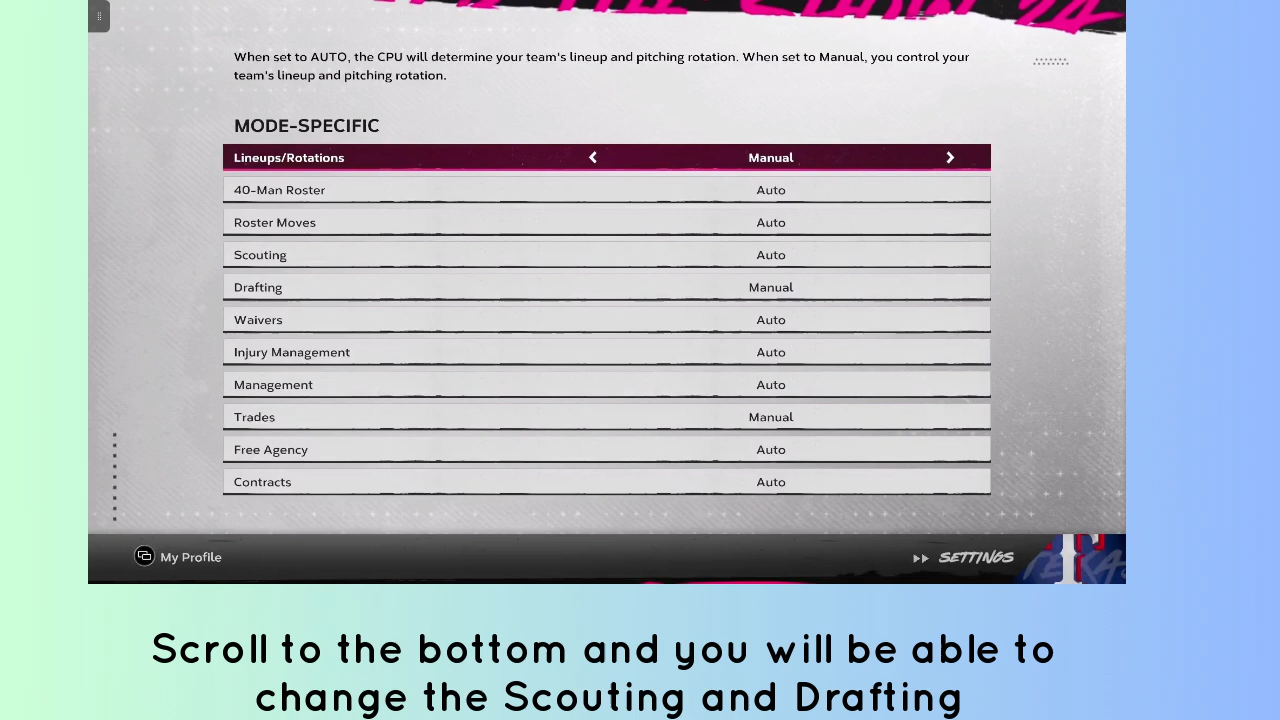 THE SHOW 24
When set to AUTO, the CPU will determine your team's lineup and pitching rotation. When set to Manual, you control your
team's lineup and pitching rotation.
MODE-SPECIFIC
Lineups/Rotations Manual
40-Man Roster Auto
Roster Moves Auto
Scouting Auto
Drafting Manual
Waivers Auto
Injury Management Auto
Management Auto
Trades Manual
Free Agency Auto
Contracts Auto
My Profile
SETTINGS
T
Scroll to the bottom and you will be able to
change the Scouting and Drafting